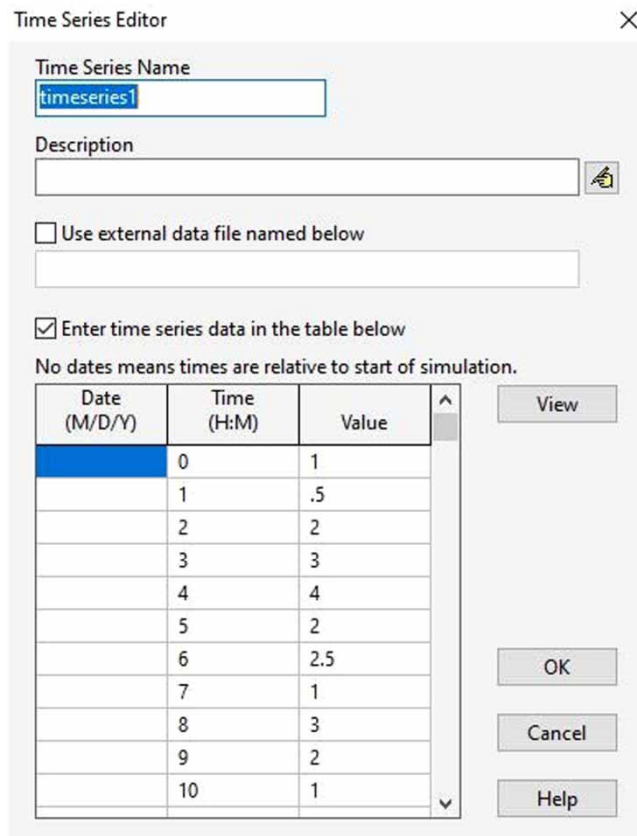 Time Series Editor
Time Series Name
timeseries1
Description
Use external data file named below
Enter time series data in the table below
No dates means times are relative to start of simulation.
Date (M/D/Y) Time (H:M) Value
0 1
1 .5
2 2
3 3
4 4
5 2
6 2.5
7 1
8 3
9 2
10 1
View
OK
Cancel
Help